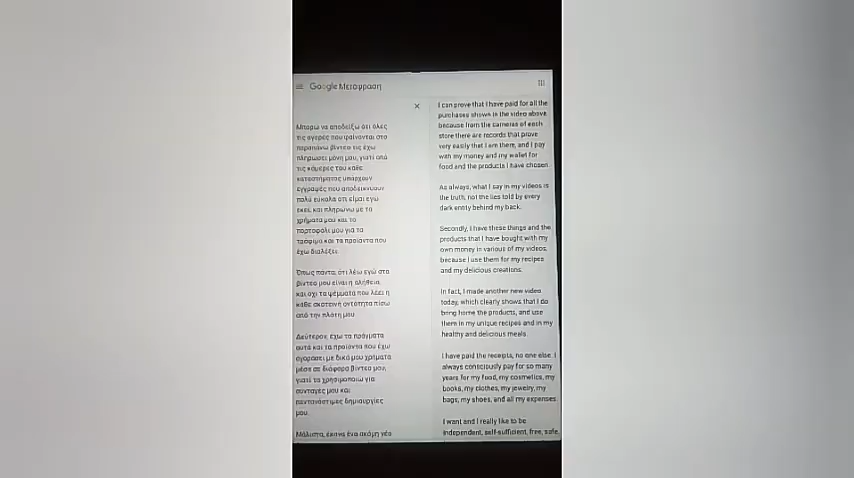 Google Μετάφραση
Μπορώ να αποδείξω ότι όλες
τις αγορές που φαίνονται στο
παραπάνω βίντεο τις έχω
πληρώσει μόνη μου, γιατί από
τις κάμερες του κάθε
καταστήματος υπάρχουν
εγγραφές που αποδεικνύουν
πολύ εύκολα ότι είμαι εγώ
εκεί, και πληρώνω με τα
χρήματά μου και το
πορτοφόλι μου για τα
τρόφιμα και τα προϊόντα που
έχω διαλέξει.
Όπως πάντα, ότι λέω εγώ στα
βίντεο μου είναι η αλήθεια,
και όχι τα ψέμματα που λέει η
κάθε σκοτεινή οντότητα πίσω
από την πλάτη μου.
Δεύτερον, έχω τα πράγματα
αυτά και τα προϊόντα που έχω
αγοράσει με δικά μου χρήματα
μέσα σε διάφορα βίντεο μου,
γιατί τα χρησιμοποιώ για
συνταγές μου και
πεντανόστιμες δημιουργίες
μου.
Μάλιστα, έκανα ένα ακόμη νέο
I can prove that I have paid for all the
purchases shown in the video above
because from the cameras of each
store there are records that prove
very easily that I am there, and I pay
with my money and my wallet for
food and the products I have chosen.
As always, what I say in my videos is
the truth, not the lies told by every
dark entity behind my back.
Secondly, I have these things and the
products that I have bought with my
own money in various of my videos,
because I use them for my recipes
and my delicious creations.
In fact, I made another new video
today, which clearly shows that I do
bring home the products, and use
them in my unique recipes and in my
healthy and delicious meals.
I have paid the receipts, no one else. I
always consciously pay for so many
years for my food, my cosmetics, my
books, my clothes, my jewelry, my
bags, my shoes, and all my expenses.
I want and I really like to be
independent, self-sufficient, free, safe,